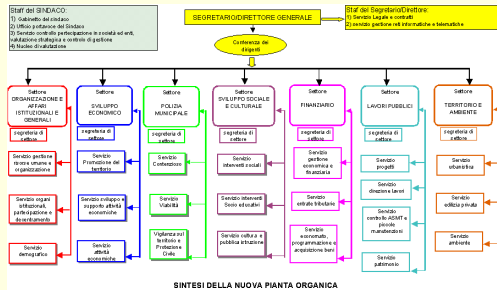 Staff del SINDACO:
1) Gabinetto del sindaco
2) Ufficio portavoce del Sindaco
3) Servizio controllo partecipazione in società ed enti,
valutazione strategica e controllo di gestione
4) Nucleo di valutazione
SEGRETARIO/DIRETTORE GENERALE
Staff del Segretario/Direttore:
1) Servizio Legale e contratti
2) servizio gestione reti informatiche e telematiche
Conferenza dei
dirigenti
Settore
ORGANIZZAZIONE E
AFFARI
ISTITUZIONALI E
GENERALI
segreteria di
settore
Servizio gestione
risorse umane e
organizzazione
Servizio organi
istituzionali,
partecipazione e
decentramento
Servizio
demografico
Settore
SVILUPPO
ECONOMICO
segreteria di
settore
Servizio
Promozione del
territorio
Servizio sviluppo e
supporto attività
economiche
Servizio
attività
economiche
Settore
POLIZIA
MUNICIPALE
segreteria di
settore
Servizio
Contenzioso
Servizio
Viabilità
Vigilanza sul
territorio e
Protezione
Civile
Settore
SVILUPPO SOCIALE
E CULTURALE
segreteria di
settore
Servizio
interventi sociali
Servizio interventi
Socio educativi
Servizio cultura e
pubblica istruzione
Settore
FINANZIARIO
segreteria di
settore
Servizio
gestione
economica e
finanziaria
Servizio
entrate tributarie
Servizio
economato,
programmazione e
acquisizione beni
Settore
LAVORI PUBBLICI
segreteria di
settore
Servizio
progetti
Servizio
direzione lavori
Servizio
controllo ASMT e
piccole
manutenzioni
Servizio
patrimonio
Settore
TERRITORIO E
AMBIENTE
segreteria di
settore
Servizio
urbanistica
Servizio
edilizia privata
Servizio
ambiente
SINTESI DELLA NUOVA PIANTA ORGANICA